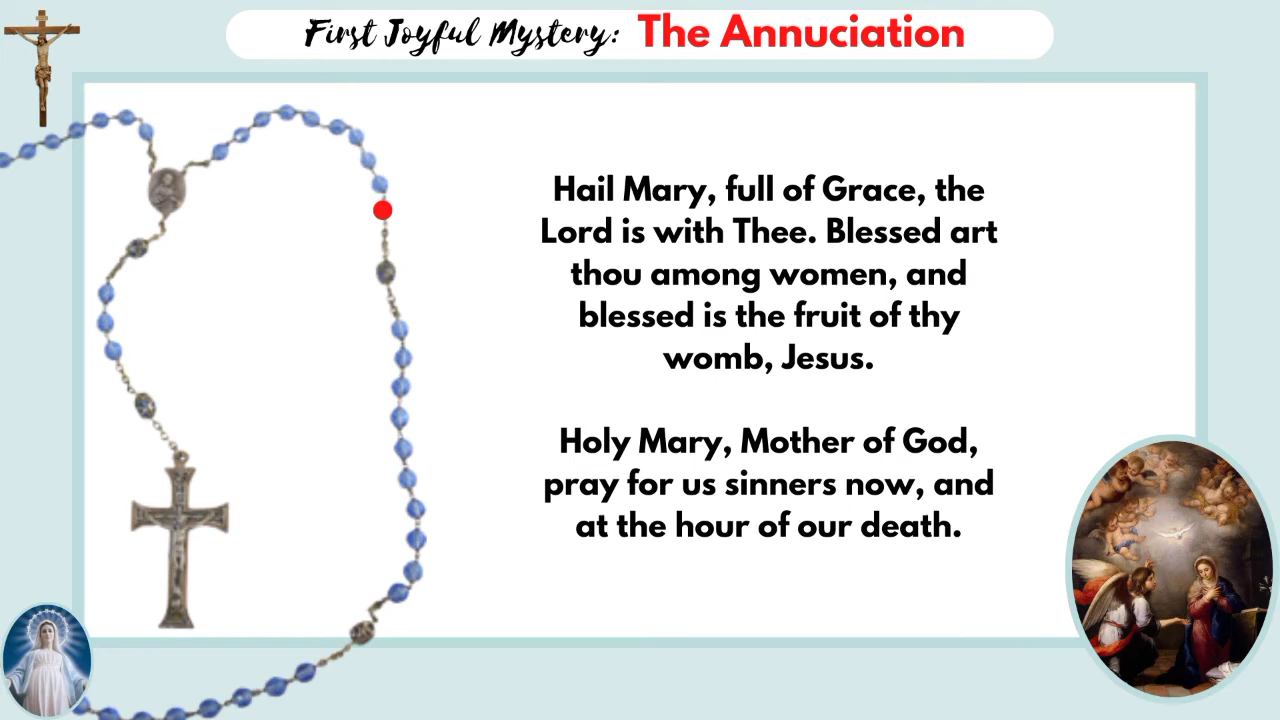 First Joyful Mystery: The Annuciation
Hail Mary, full of Grace, the
Lord is with Thee. Blessed art
thou among women, and
blessed is the fruit of thy
womb, Jesus.
Holy Mary, Mother of God,
pray for us sinners now, and
at the hour of our death.